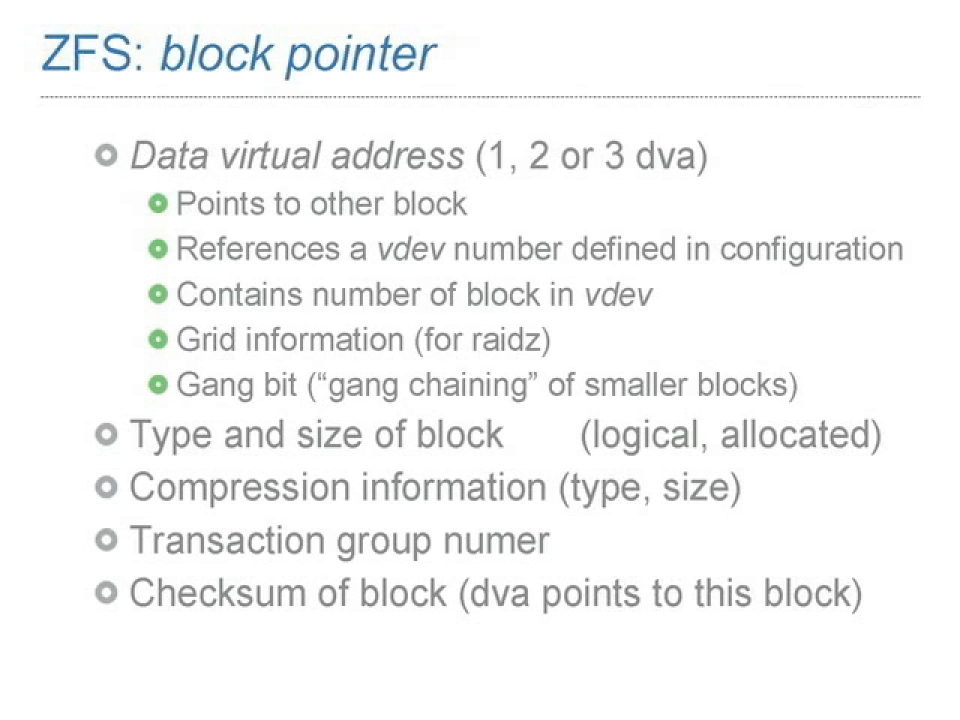 ZFS: block pointer
Data virtual address (1, 2 or 3 dva)
Points to other block
References a vdev number defined in configuration
Contains number of block in vdev
Grid information (for raidz)
Gang bit (“gang chaining” of smaller blocks)
Type and size of block (logical, allocated)
Compression information (type, size)
Transaction group numer
Checksum of block (dva points to this block)